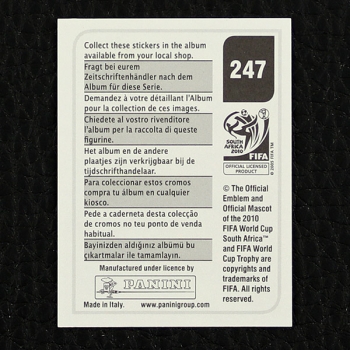 Collect these stickers in the album
available from your local shop.
Fragt bei eurem
Zeitschriftenhändler nach dem
Album für diese Serie.
Demandez à votre détaillant l'Album
pour la collection de ces images.
Chiedete al vostro rivenditore
l'album per la raccolta di queste
figurine.
Het album en de andere
plaatjes zijn verkrijgbaar bij de
tijdschrifthandelaar.
Para coleccionar estos cromos
compra tu álbum en cualquier
kiosco.
Pede a caderneta desta colecção
de cromos no teu ponto de venda
habitual.
Bayinizden aldığınız albümü bu
çıkartmalar ile tamamlayın.
Manufactured under licence by
PANINI
Made in Italy. www.paninigroup.com
247
SOUTH AFRICA
2010
FIFA
OFFICIAL LICENSED
PRODUCT
© The Official
Emblem and
Official Mascot
of the 2010
FIFA World Cup
South Africa™
and FIFA World
Cup Trophy are
copyrights and
trademarks of
FIFA. All rights
reserved.